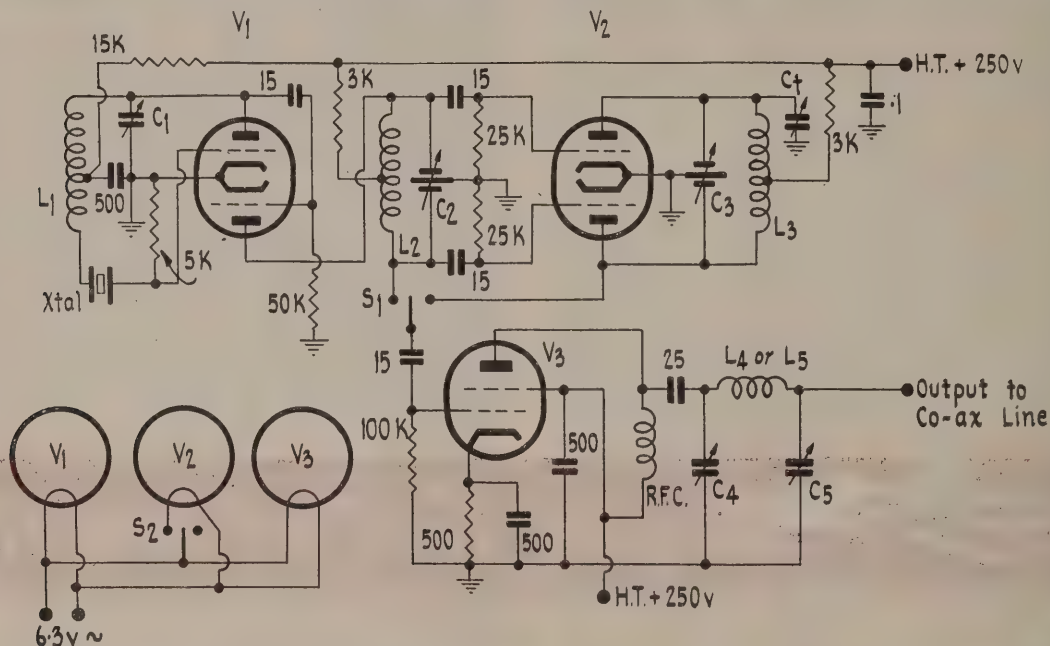 V1
V2
15K
H.T. + 250v
15
3K
15
C†
.1
C1
25K
3K
500
L1
C2
C3
25K
L2
L3
5K
15
Xtal
50K
S1
V3
15
25
L4 or L5
Output to
Co-ax Line
100K
500
V1
V2
V3
R.F.C.
C4
C5
S2
500
500
H.T. + 250v
6.3v ~